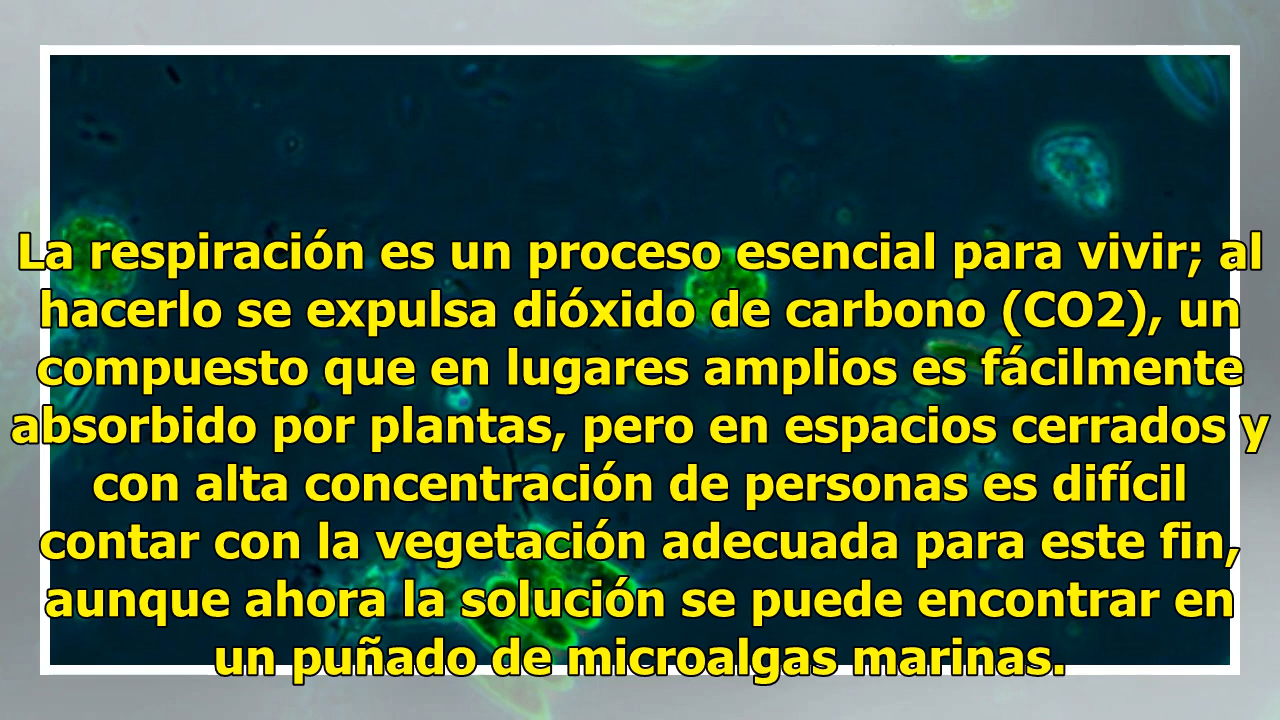 La respiración es un proceso esencial para vivir; al
hacerlo se expulsa dióxido de carbono (CO2), un
compuesto que en lugares amplios es fácilmente
absorbido por plantas, pero en espacios cerrados y
con alta concentración de personas es difícil
contar con la vegetación adecuada para este fin,
aunque ahora la solución se puede encontrar en
un puñado de microalgas marinas.